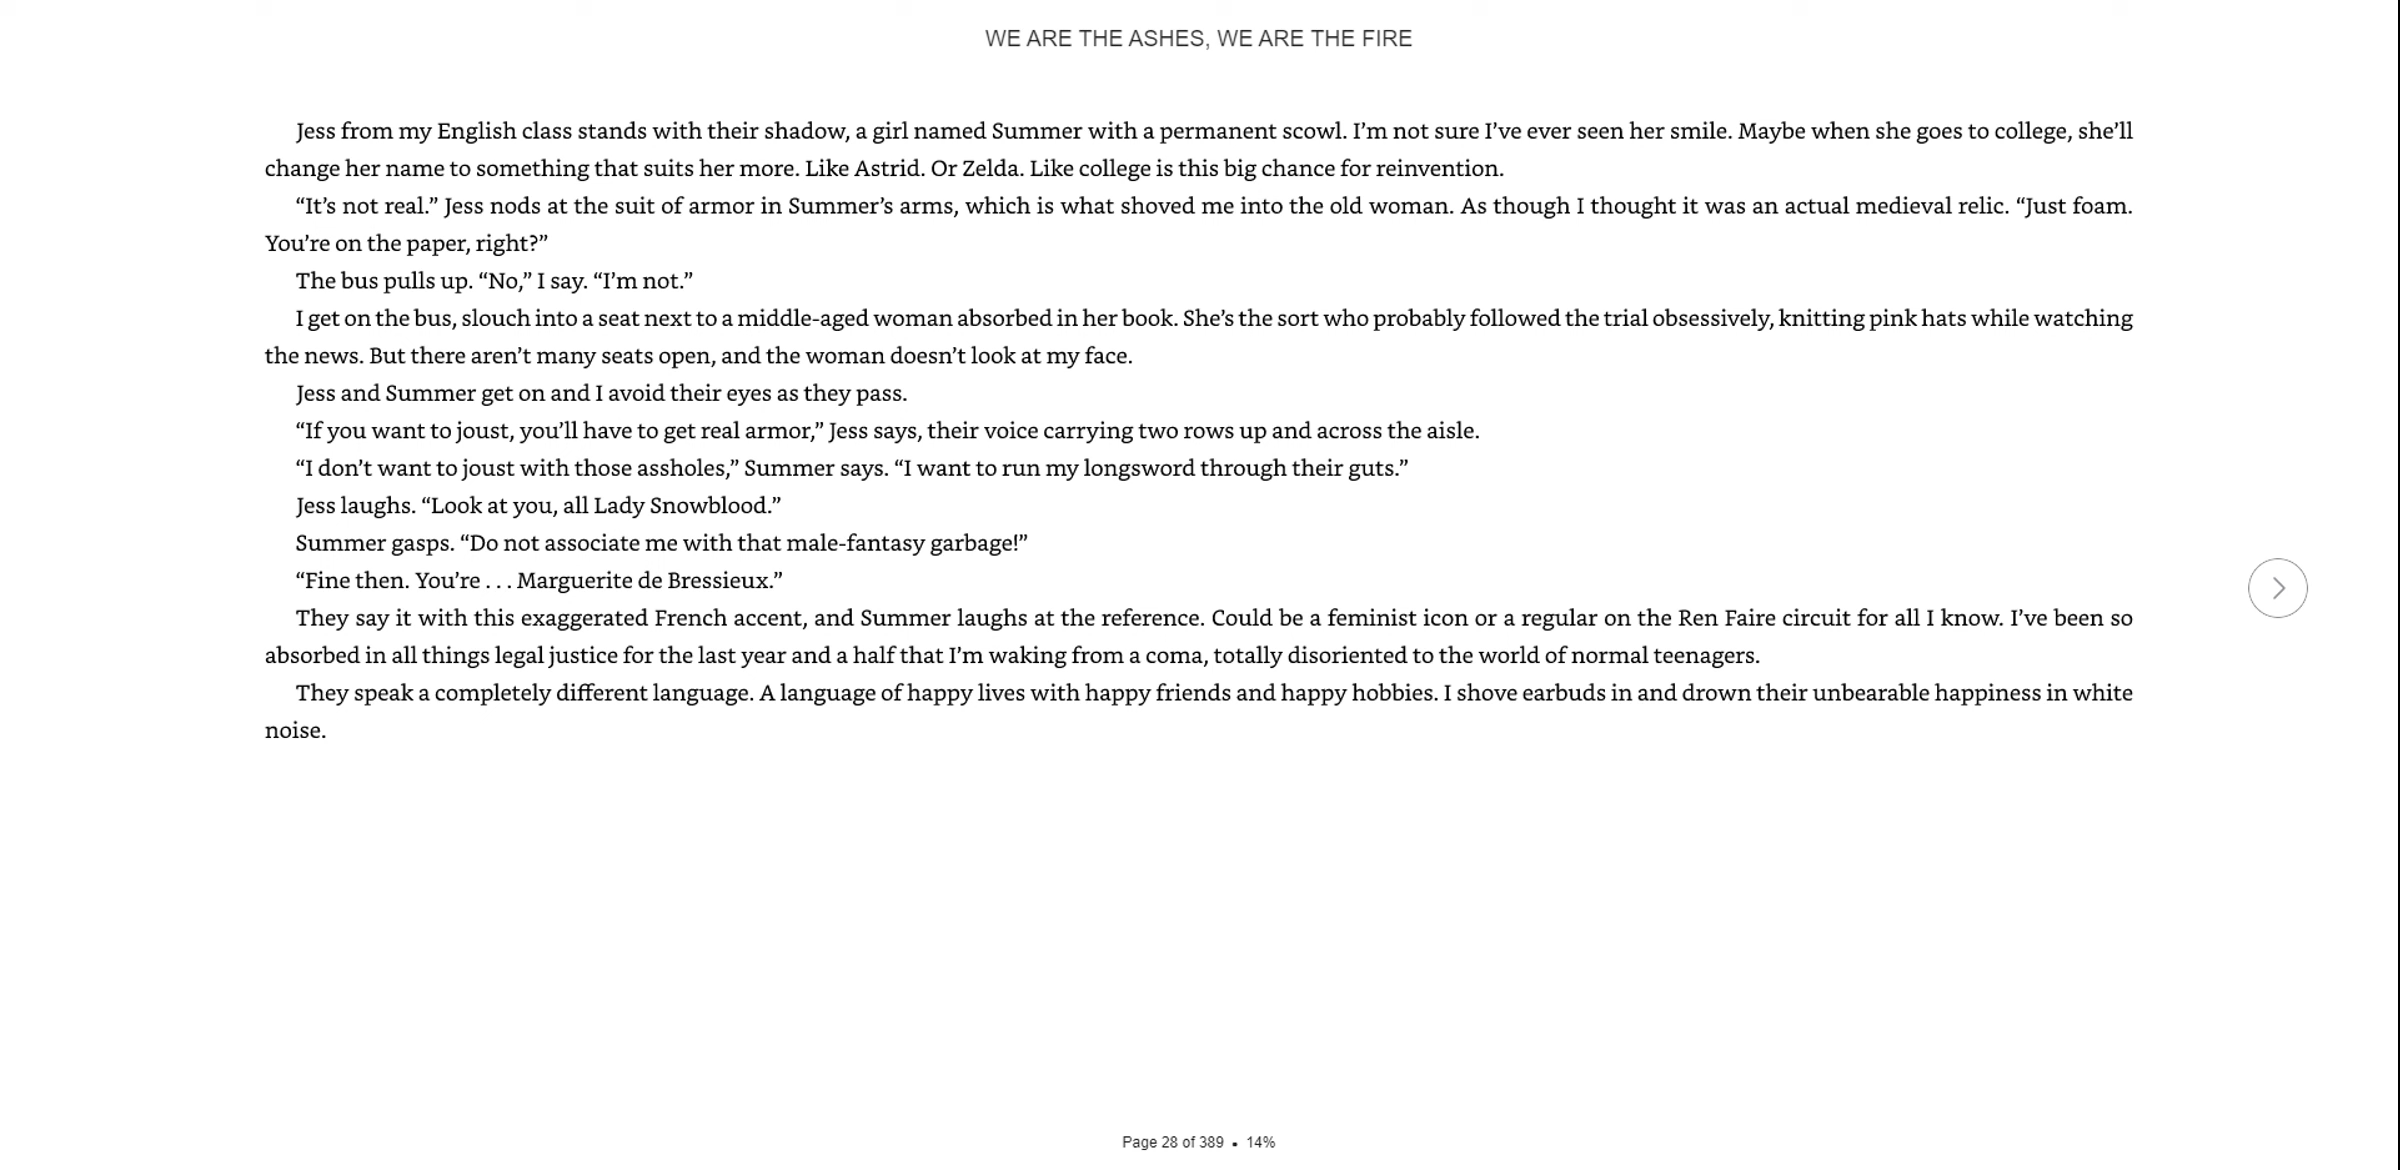 WE ARE THE ASHES, WE ARE THE FIRE
Jess from my English class stands with their shadow, a girl named Summer with a permanent scowl. I’m not sure I’ve ever seen her smile. Maybe when she goes to college, she’ll
change her name to something that suits her more. Like Astrid. Or Zelda. Like college is this big chance for reinvention.
“It’s not real.” Jess nods at the suit of armor in Summer’s arms, which is what shoved me into the old woman. As though I thought it was an actual medieval relic. “Just foam.
You’re on the paper, right?”
The bus pulls up. “No,” I say. “I’m not.”
I get on the bus, slouch into a seat next to a middle-aged woman absorbed in her book. She’s the sort who probably followed the trial obsessively, knitting pink hats while watching
the news. But there aren’t many seats open, and the woman doesn’t look at my face.
Jess and Summer get on and I avoid their eyes as they pass.
“If you want to joust, you’ll have to get real armor,” Jess says, their voice carrying two rows up and across the aisle.
“I don’t want to joust with those assholes,” Summer says. “I want to run my longsword through their guts.”
Jess laughs. “Look at you, all Lady Snowblood.”
Summer gasps. “Do not associate me with that male-fantasy garbage!”
“Fine then. You’re . . . Marguerite de Bressieux.”
They say it with this exaggerated French accent, and Summer laughs at the reference. Could be a feminist icon or a regular on the Ren Faire circuit for all I know. I’ve been so
absorbed in all things legal justice for the last year and a half that I’m waking from a coma, totally disoriented to the world of normal teenagers.
They speak a completely different language. A language of happy lives with happy friends and happy hobbies. I shove earbuds in and drown their unbearable happiness in white
noise.
Page 28 of 389 • 14%